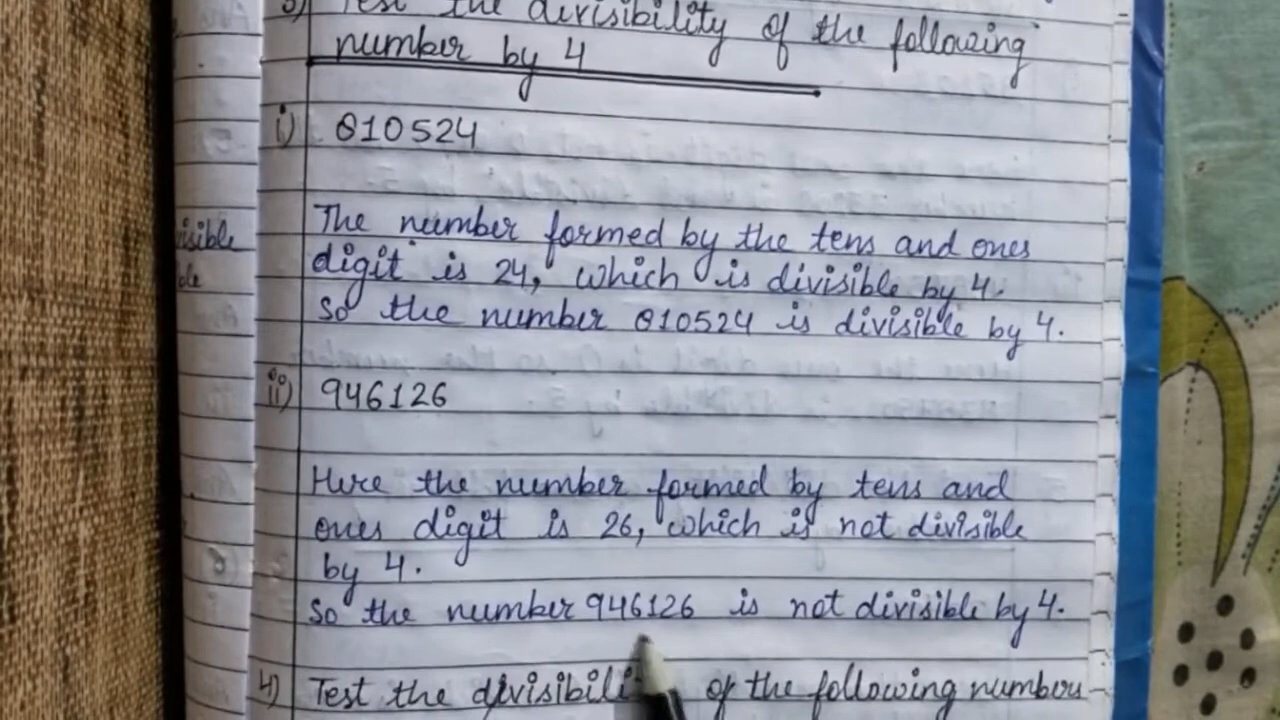 3) Test the divisibility of the following
number by 4
i) 810524
The number formed by the tens and ones
digit is 24, which is divisible by 4.
So the number 810524 is divisible by 4.
ii) 946126
Here the number formed by tens and
ones digit is 26, which is not divisible
by 4.
So the number 946126 is not divisible by 4.
4) Test the divisibili of the following number